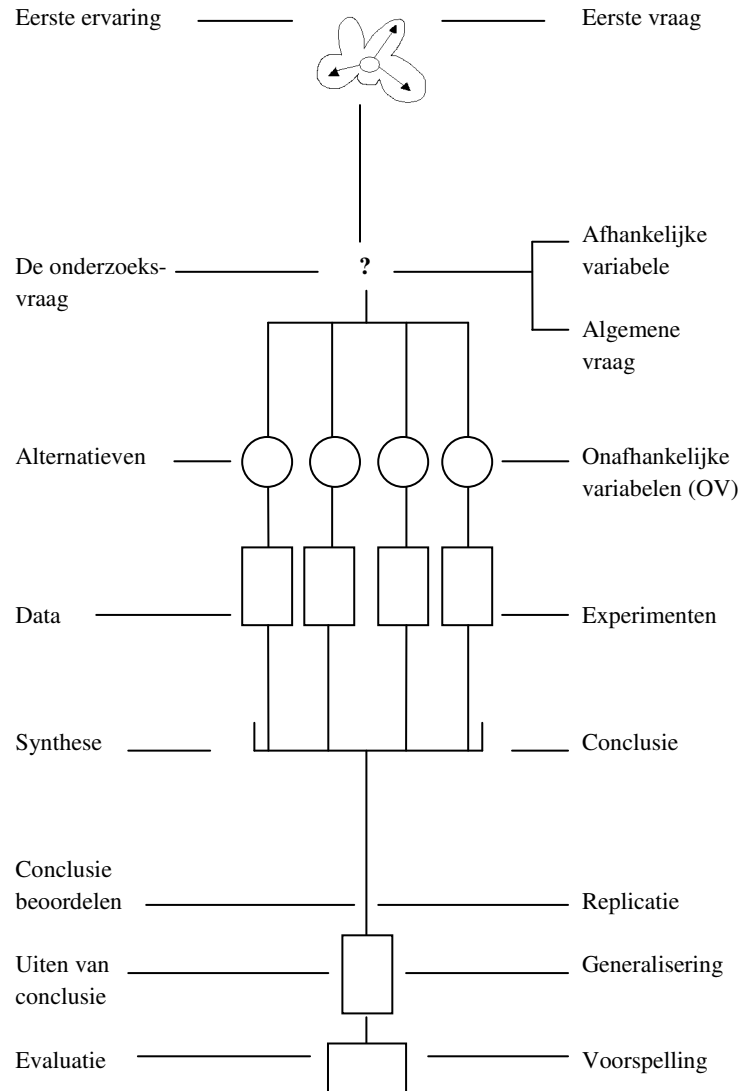 Eerste ervaring
Eerste vraag
De onderzoeks-
vraag
?
Afhankelijke
variabele
Algemene
vraag
Alternatieven
Onafhankelijke
variabelen (OV)
Data
Experimenten
Synthese
Conclusie
Conclusie
beoordelen
Replicatie
Uiten van
conclusie
Generalisering
Evaluatie
Voorspelling